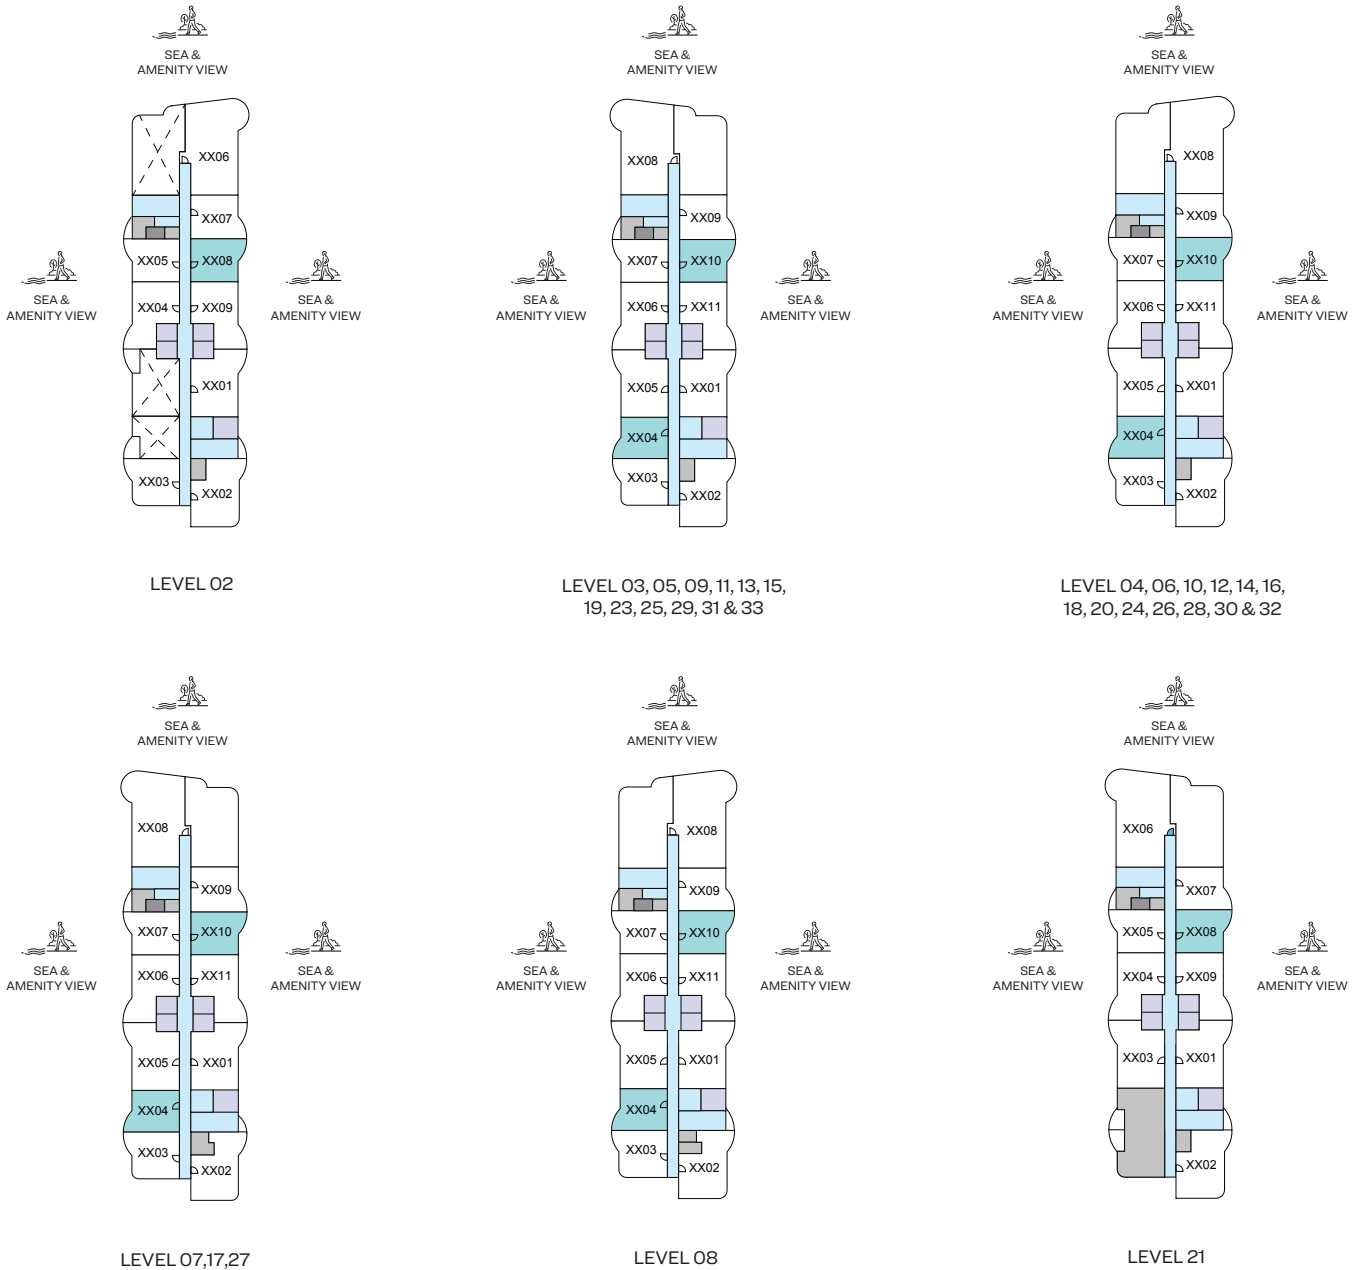 SEA &
AMENITY VIEW
XX06
XX07
XX05
XX08
SEA &
AMENITY VIEW
SEA &
AMENITY VIEW
XX04
XX09
XX01
XX03
XX02
LEVEL 02
SEA &
AMENITY VIEW
XX08
XX09
XX07
XX10
SEA &
AMENITY VIEW
SEA &
AMENITY VIEW
XX06
XX11
XX05
XX01
XX04
XX03
XX02
LEVEL 03, 05, 09, 11, 13, 15,
19, 23, 25, 29, 31 & 33
SEA &
AMENITY VIEW
XX08
XX09
XX07
XX10
SEA &
AMENITY VIEW
SEA &
AMENITY VIEW
XX06
XX11
XX05
XX01
XX04
XX03
XX02
LEVEL 04, 06, 10, 12, 14, 16,
18, 20, 24, 26, 28, 30 & 32
SEA &
AMENITY VIEW
XX08
XX09
XX07
XX10
SEA &
AMENITY VIEW
SEA &
AMENITY VIEW
XX06
XX11
XX05
XX01
XX04
XX03
XX02
LEVEL 07,17,27
SEA &
AMENITY VIEW
XX08
XX09
XX07
XX10
SEA &
AMENITY VIEW
SEA &
AMENITY VIEW
XX06
XX11
XX05
XX01
XX04
XX03
XX02
LEVEL 08
SEA &
AMENITY VIEW
XX06
XX07
XX05
XX08
SEA &
AMENITY VIEW
SEA &
AMENITY VIEW
XX04
XX09
XX03
XX01
XX02
LEVEL 21